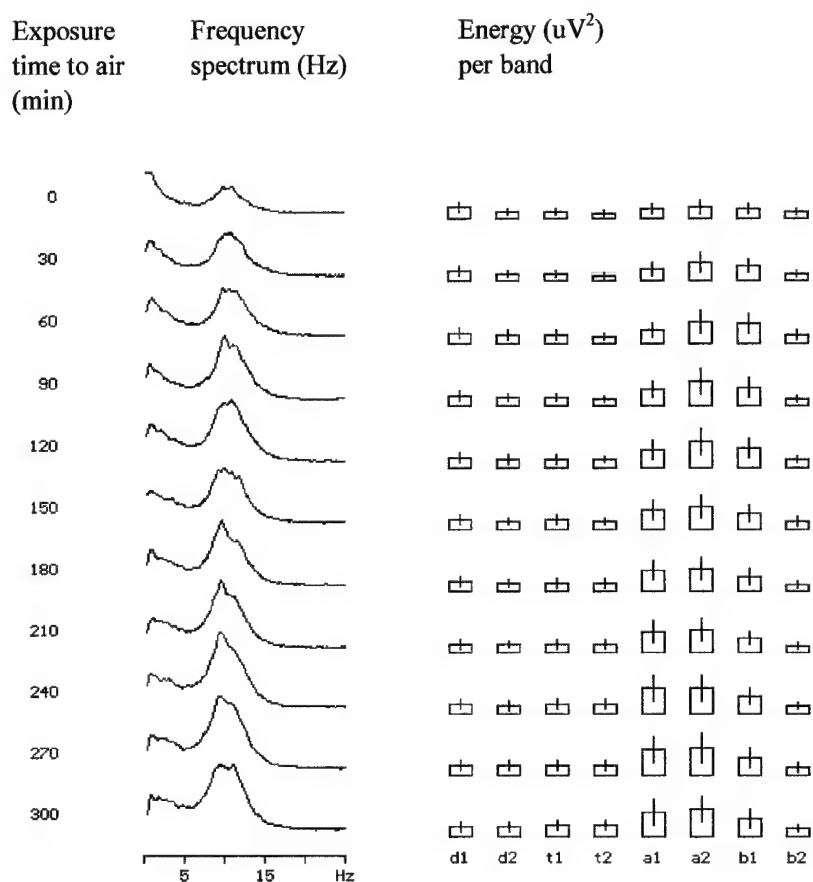 Exposure
time to air
(min)
Frequency
spectrum (Hz)
Energy (uV²)
per band
0
30
60
90
120
150
180
210
240
270
300
5 15 Hz
d1 d2 t1 t2 a1 a2 b1 b2